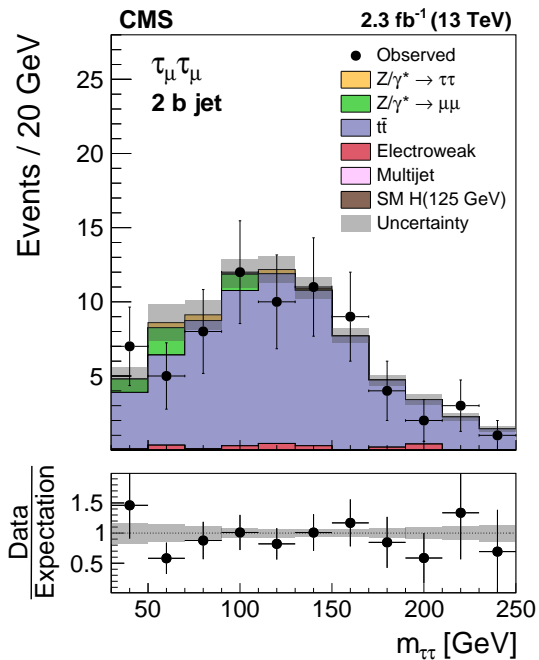 CMS 2.3 fb⁻¹ (13 TeV)
τ_μτ_μ
2 b jet
Observed
Z/γ* → ττ
Z/γ* → μμ
tt̄
Electroweak
Multijet
SM H(125 GeV)
Uncertainty
Events / 20 GeV
25
20
15
10
5
Data
Expectation
1.5
1
0.5
50 100 150 200 250
m_ττ [GeV]